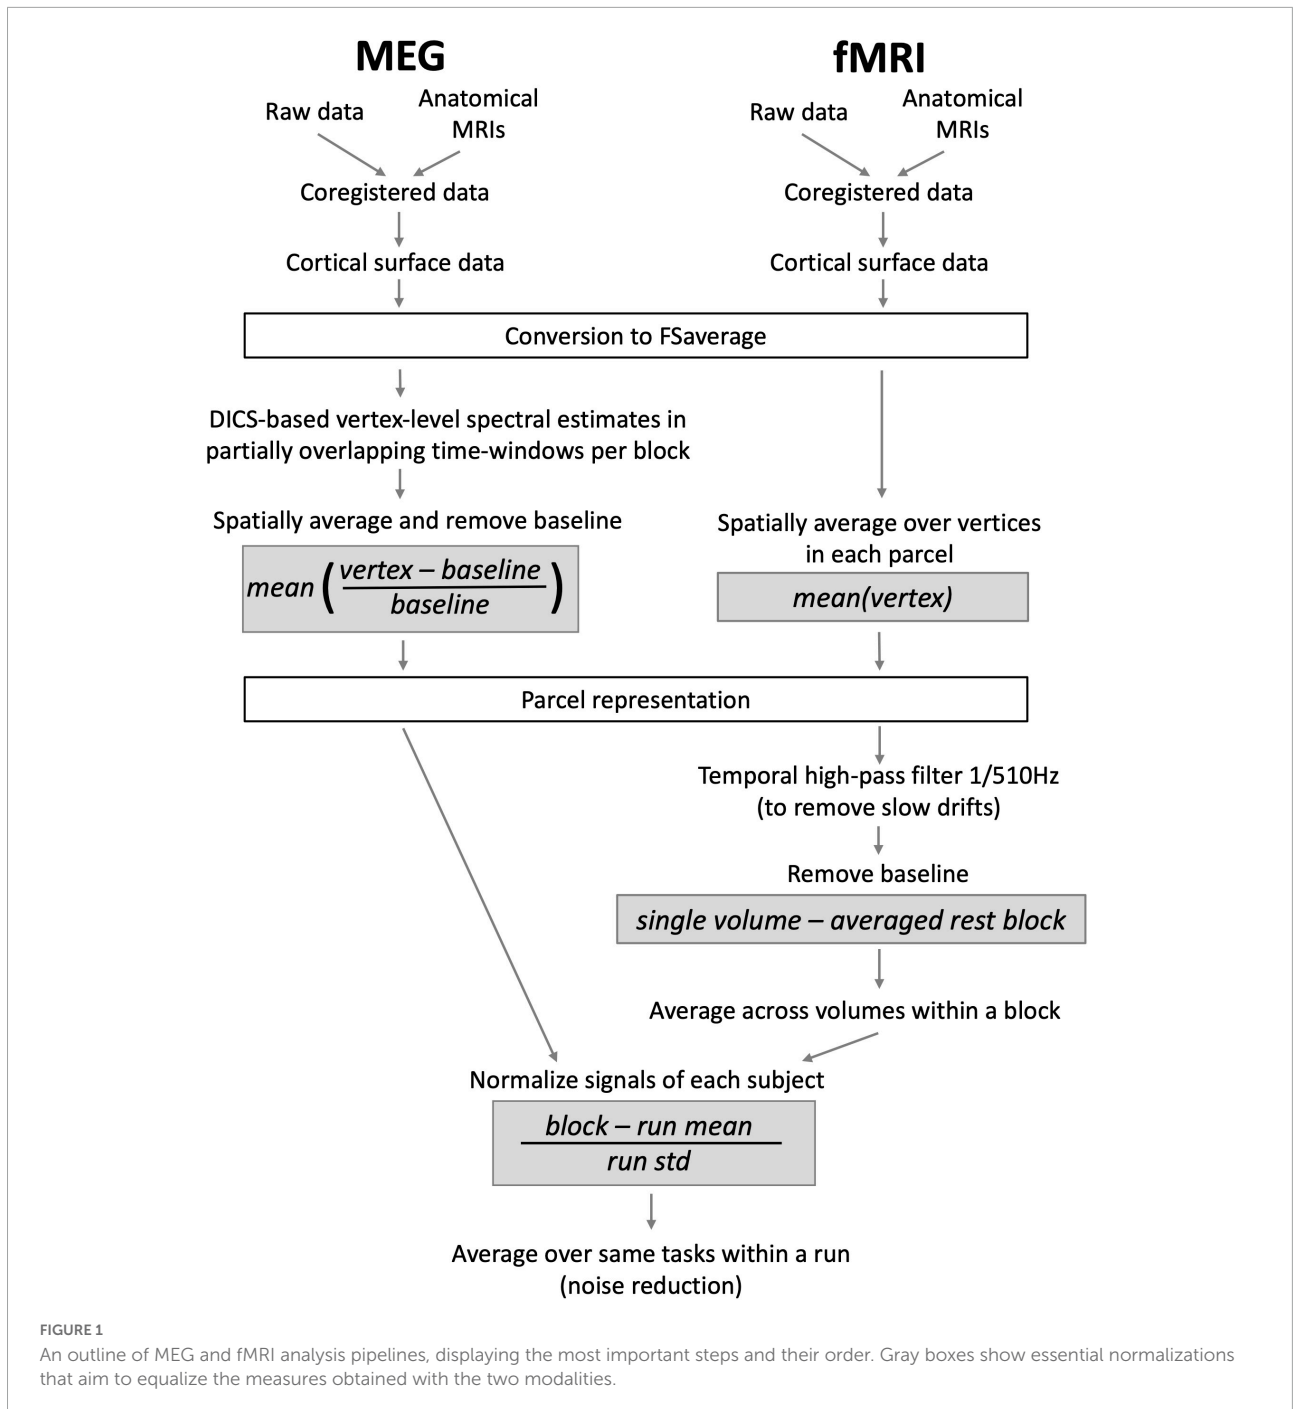 MEG
fMRI
Raw data
Anatomical
MRIs
Raw data
Anatomical
MRIs
Coregistered data
Coregistered data
Cortical surface data
Cortical surface data
Conversion to FSaverage
DICS-based vertex-level spectral estimates in
partially overlapping time-windows per block
Spatially average and remove baseline
mean ( vertex – baseline
baseline )
Spatially average over vertices
in each parcel
mean(vertex)
Parcel representation
Temporal high-pass filter 1/510Hz
(to remove slow drifts)
Remove baseline
single volume – averaged rest block
Average across volumes within a block
Normalize signals of each subject
block – run mean
run std
Average over same tasks within a run
(noise reduction)
FIGURE 1
An outline of MEG and fMRI analysis pipelines, displaying the most important steps and their order. Gray boxes show essential normalizations
that aim to equalize the measures obtained with the two modalities.